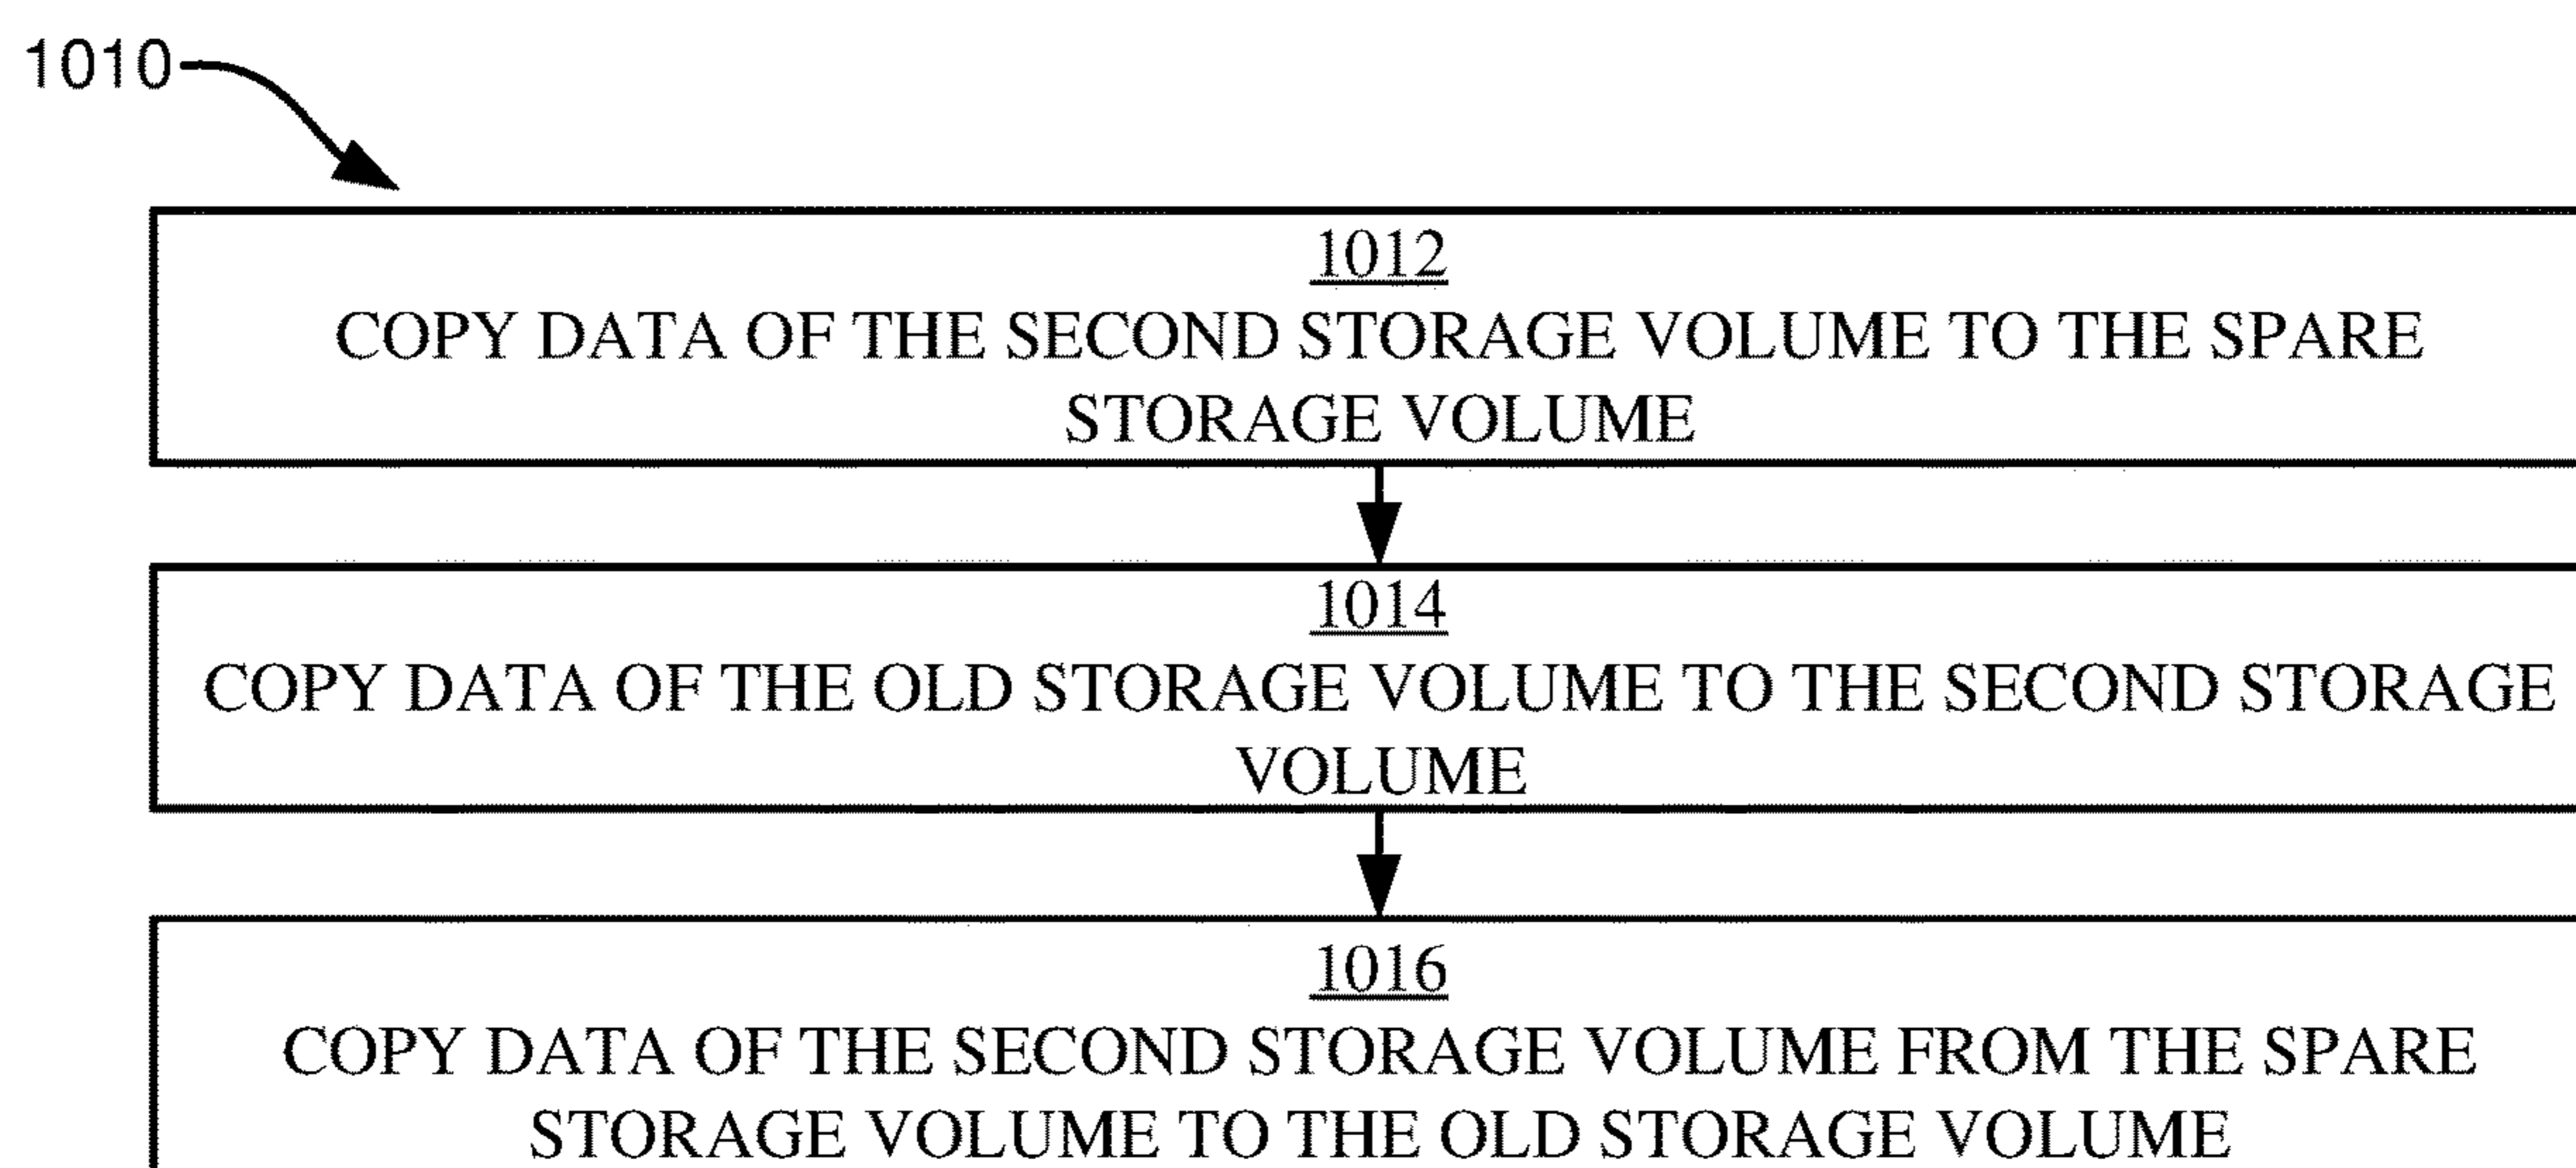 1010
1012
COPY DATA OF THE SECOND STORAGE VOLUME TO THE SPARE
STORAGE VOLUME
1014
COPY DATA OF THE OLD STORAGE VOLUME TO THE SECOND STORAGE
VOLUME
1016
COPY DATA OF THE SECOND STORAGE VOLUME FROM THE SPARE
STORAGE VOLUME TO THE OLD STORAGE VOLUME